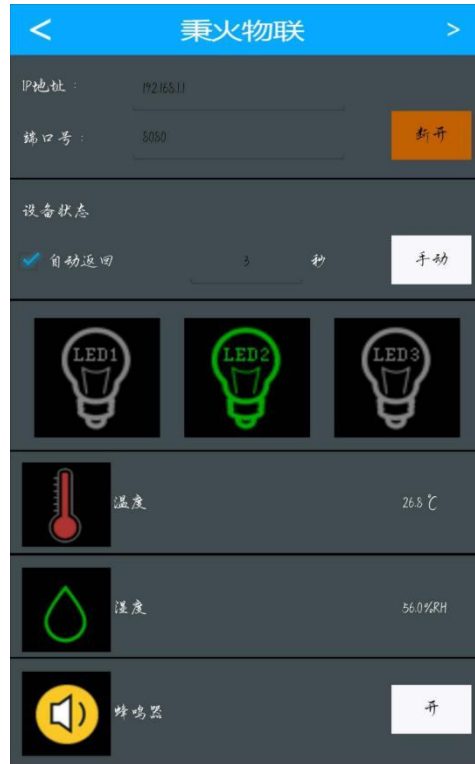 < 秉火物联 >
IP地址： 192.168.1.1
端口号： 8080 断开
设备状态
自动返回 3 秒 手动
LED1 LED2 LED3
温度 26.8℃
湿度 56.0%RH
蜂鸣器 开